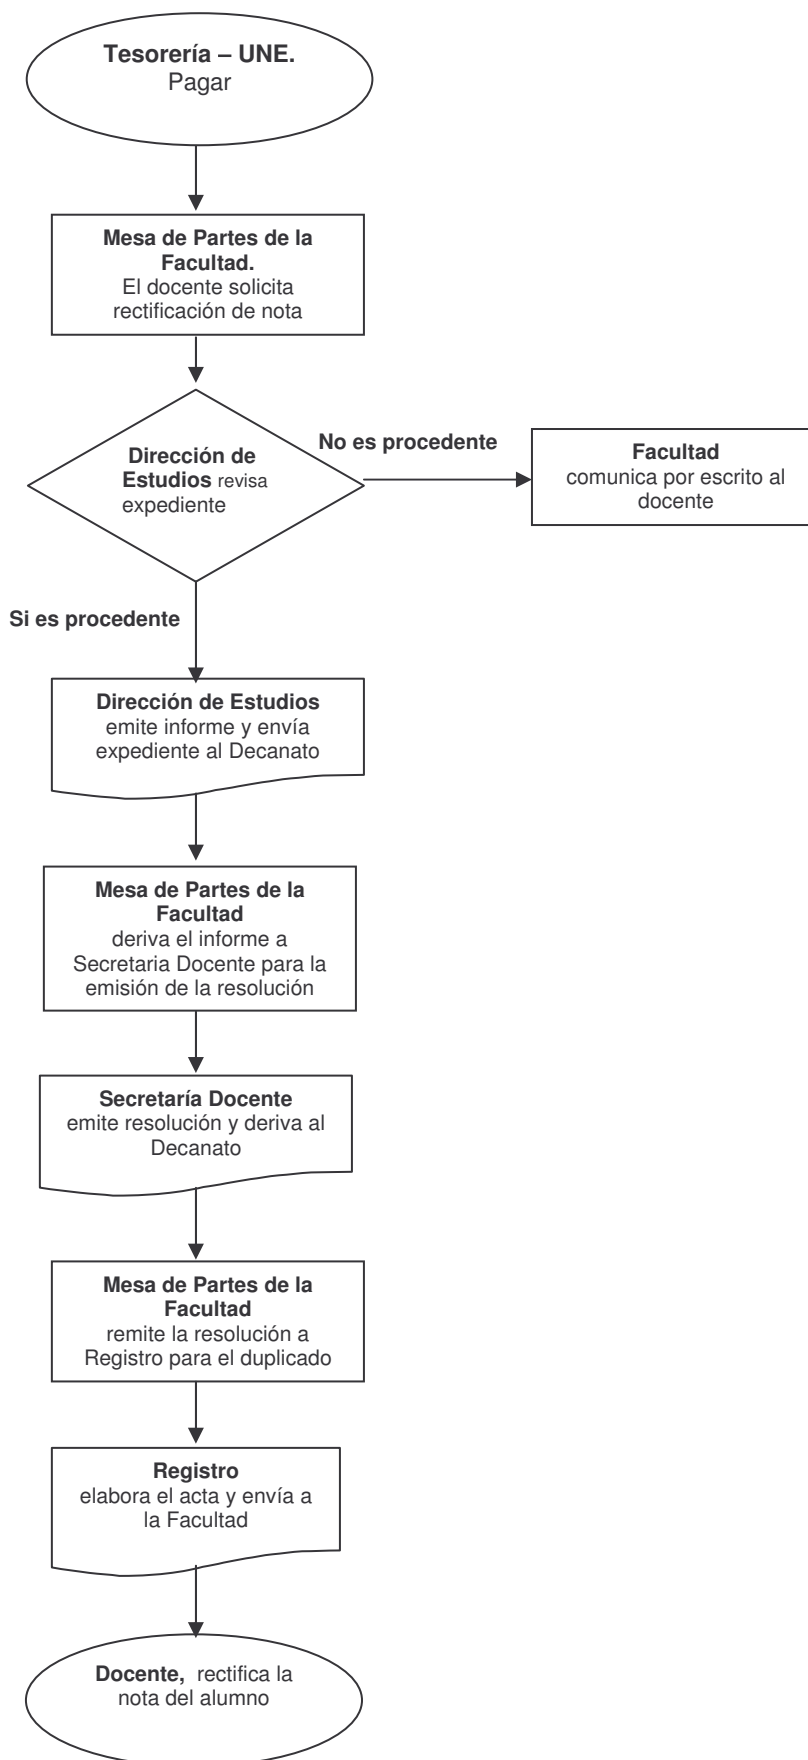 Tesorería – UNE.
Pagar
Mesa de Partes de la
Facultad.
El docente solicita
rectificación de nota
Dirección de
Estudios revisa
expediente
No es procedente
Facultad
comunica por escrito al
docente
Si es procedente
Dirección de Estudios
emite informe y envía
expediente al Decanato
Mesa de Partes de la
Facultad
deriva el informe a
Secretaria Docente para la
emisión de la resolución
Secretaría Docente
emite resolución y deriva al
Decanato
Mesa de Partes de la
Facultad
remite la resolución a
Registro para el duplicado
Registro
elabora el acta y envía a
la Facultad
Docente, rectifica la
nota del alumno